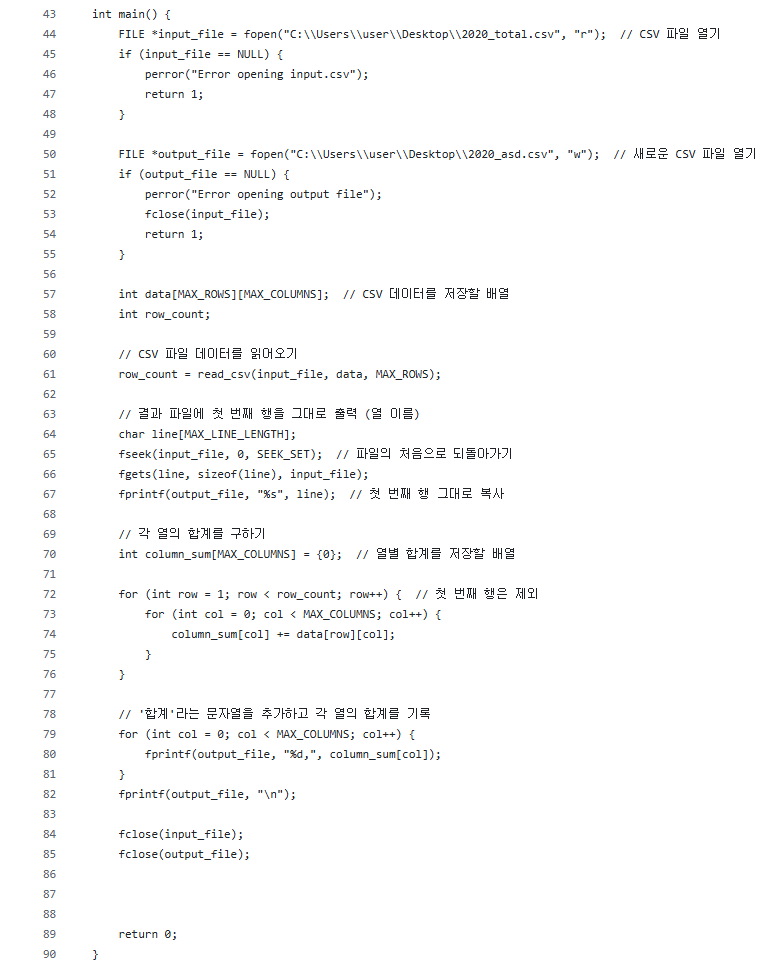 43 int main() {
44     FILE *input_file = fopen("C:\\Users\\user\\Desktop\\2020_total.csv", "r");  // CSV 파일 열기
45     if (input_file == NULL) {
46         perror("Error opening input.csv");
47         return 1;
48     }
49
50     FILE *output_file = fopen("C:\\Users\\user\\Desktop\\2020_asd.csv", "w");  // 새로운 CSV 파일 열기
51     if (output_file == NULL) {
52         perror("Error opening output file");
53         fclose(input_file);
54         return 1;
55     }
56
57     int data[MAX_ROWS][MAX_COLUMNS];  // CSV 데이터를 저장할 배열
58     int row_count;
59
60     // CSV 파일 데이터를 읽어오기
61     row_count = read_csv(input_file, data, MAX_ROWS);
62
63     // 결과 파일에 첫 번째 행을 그대로 출력 (열 이름)
64     char line[MAX_LINE_LENGTH];
65     fseek(input_file, 0, SEEK_SET);  // 파일의 처음으로 되돌아가기
66     fgets(line, sizeof(line), input_file);
67     fprintf(output_file, "%s", line);  // 첫 번째 행 그대로 복사
68
69     // 각 열의 합계를 구하기
70     int column_sum[MAX_COLUMNS] = {0};  // 열별 합계를 저장할 배열
71
72     for (int row = 1; row < row_count; row++) {  // 첫 번째 행은 제외
73         for (int col = 0; col < MAX_COLUMNS; col++) {
74             column_sum[col] += data[row][col];
75         }
76     }
77
78     // '합계'라는 문자열을 추가하고 각 열의 합계를 기록
79     for (int col = 0; col < MAX_COLUMNS; col++) {
80         fprintf(output_file, "%d,", column_sum[col]);
81     }
82     fprintf(output_file, "\n");
83
84     fclose(input_file);
85     fclose(output_file);
86
87
88
89     return 0;
90 }